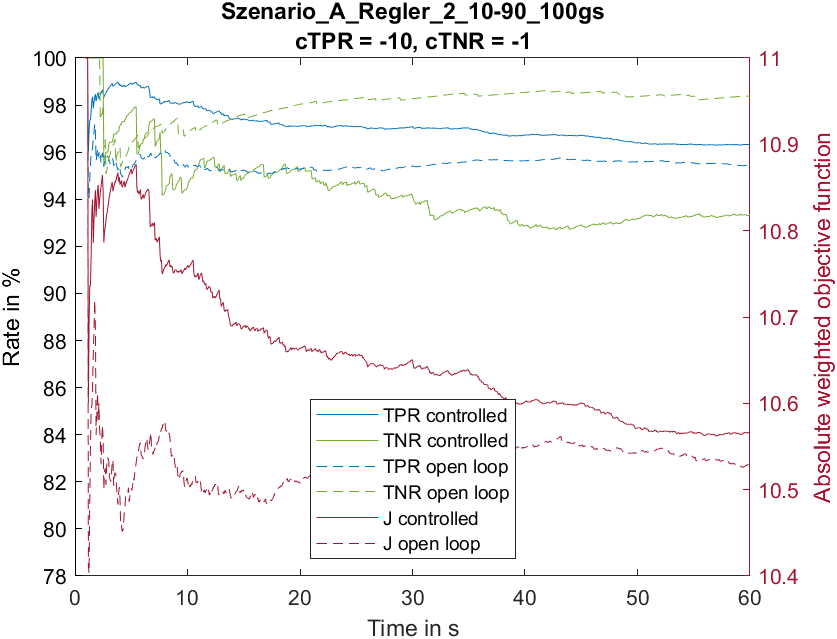 Szenario_A_Regler_2_10-90_100gs
cTPR = -10, cTNR = -1
100
98
96
94
92
90
88
86
84
82
80
78
Rate in %
11
10.9
10.8
10.7
10.6
10.5
10.4
Absolute weighted objective function
TPR controlled
TNR controlled
TPR open loop
TNR open loop
J controlled
J open loop
0 10 20 30 40 50 60
Time in s